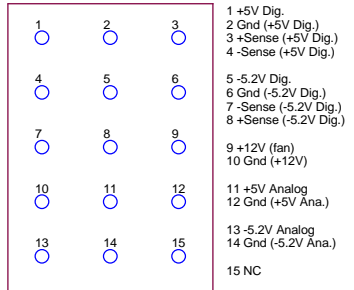 1 2 3
4 5 6
7 8 9
10 11 12
13 14 15
1 +5V Dig.
2 Gnd (+5V Dig.)
3 +Sense (+5V Dig.)
4 -Sense (+5V Dig.)
5 -5.2V Dig.
6 Gnd (-5.2V Dig.)
7 -Sense (-5.2V Dig.)
8 +Sense (-5.2V Dig.)
9 +12V (fan)
10 Gnd (+12V)
11 +5V Analog
12 Gnd (+5V Ana.)
13 -5.2V Analog
14 Gnd (-5.2V Ana.)
15 NC